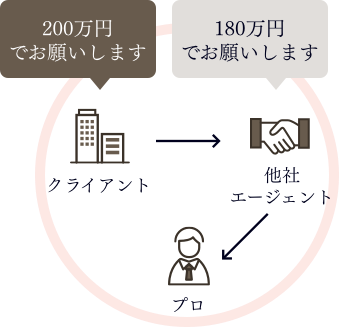 200万円
でお願いします
180万円
でお願いします
クライアント
他社
エージェント
プロ